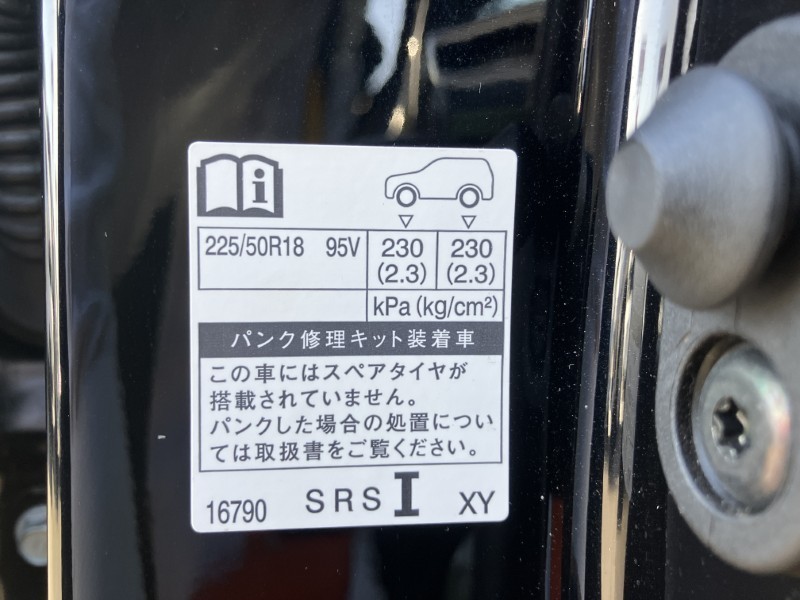 225/50R18 95V 230 (2.3) 230 (2.3)
kPa (kg/cm²)
パンク修理キット装着車
この車にはスペアタイヤが
搭載されていません。
パンクした場合の処置につい
ては取扱書をご覧ください。
16790 SRS I XY